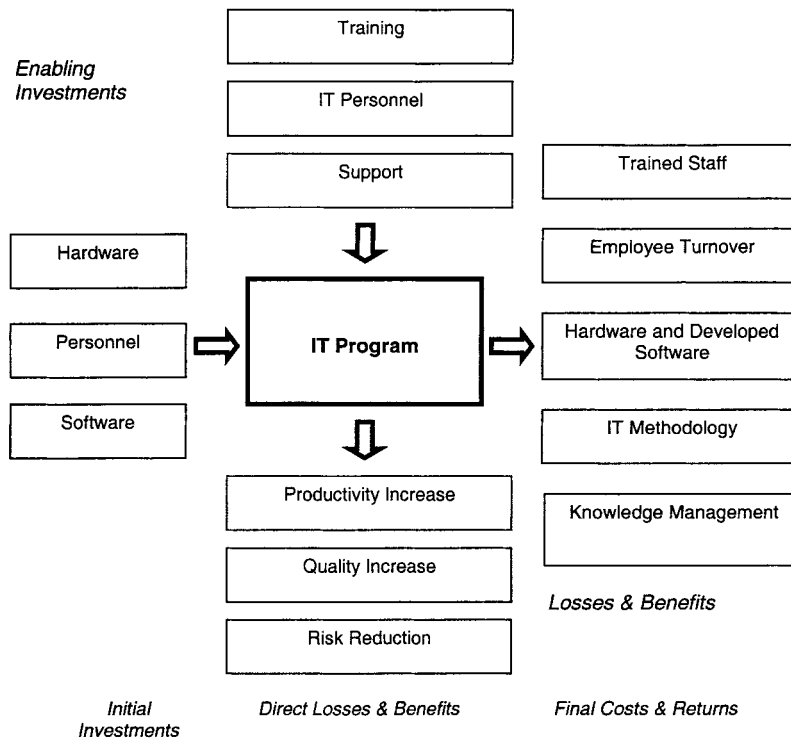 Training
Enabling
Investments
IT Personnel
Support
Trained Staff
Hardware
Employee Turnover
Personnel
IT Program
Hardware and Developed
Software
Software
IT Methodology
Productivity Increase
Knowledge Management
Quality Increase
Losses & Benefits
Risk Reduction
Initial
Investments
Direct Losses & Benefits
Final Costs & Returns